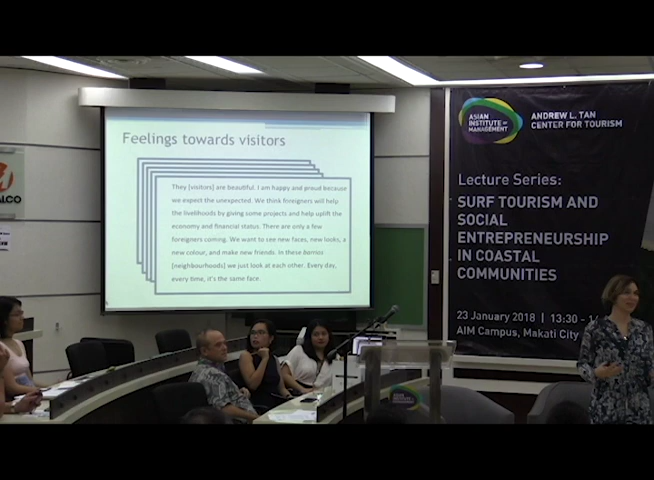 Feelings towards visitors
They [visitors] are beautiful. I am happy and proud because
we expect the unexpected. We think foreigners will help
the livelihoods by giving some projects and help uplift the
economy and financial status. There are only a few
foreigners coming. We want to see new faces, new looks, a
new colour, and make new friends. In these barrios
[neighbourhoods] we just look at each other. Every day,
every time, it's the same face.
ASIAN
INSTITUTE of
MANAGEMENT
ANDREW L. TAN
CENTER FOR TOURISM
Lecture Series:
SURF TOURISM AND
SOCIAL
ENTREPRENEURSHIP
IN COASTAL
COMMUNITIES
23 January 2018 | 13:30 -
AIM Campus, Makati City
ALCO